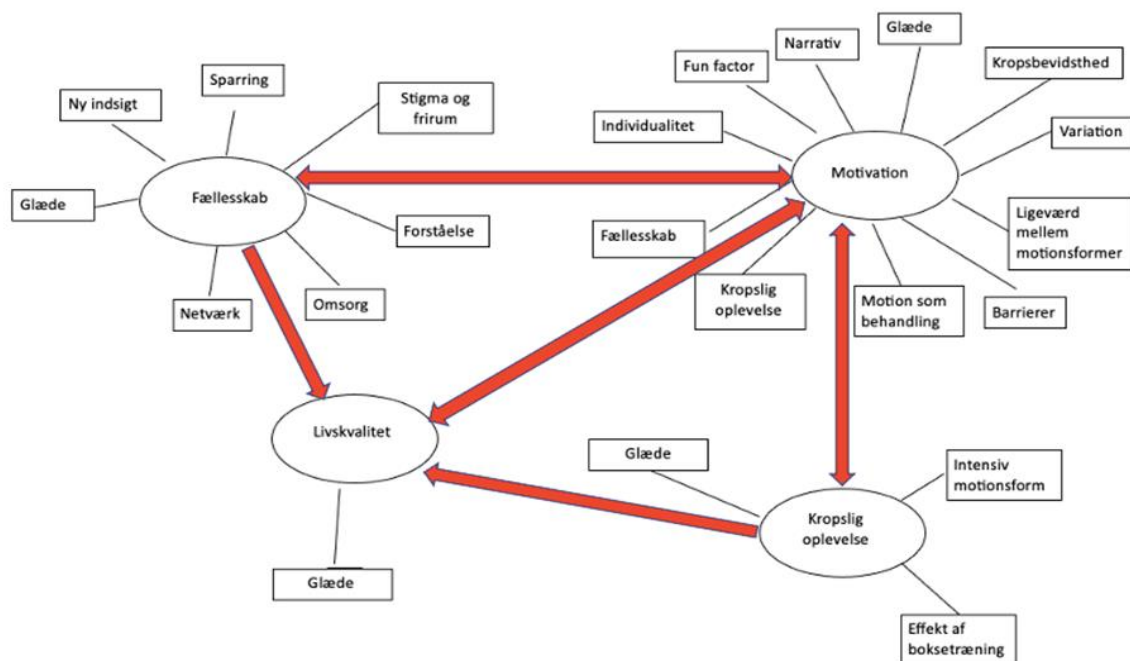 Glæde
Narrativ
Kropsbevidsthed
Fun factor
Sparring
Ny indsigt
Stigma og
frirum
Individualitet
Variation
Motivation
Fællesskab
Glæde
Forståelse
Fællesskab
Ligeværd
mellem
motionsformer
Kropslig
oplevelse
Motion som
behandling
Barrierer
Netværk
Omsorg
Livskvalitet
Glæde
Intensiv
motionsform
Kropslig
oplevelse
Glæde
Effekt af
boksetræning